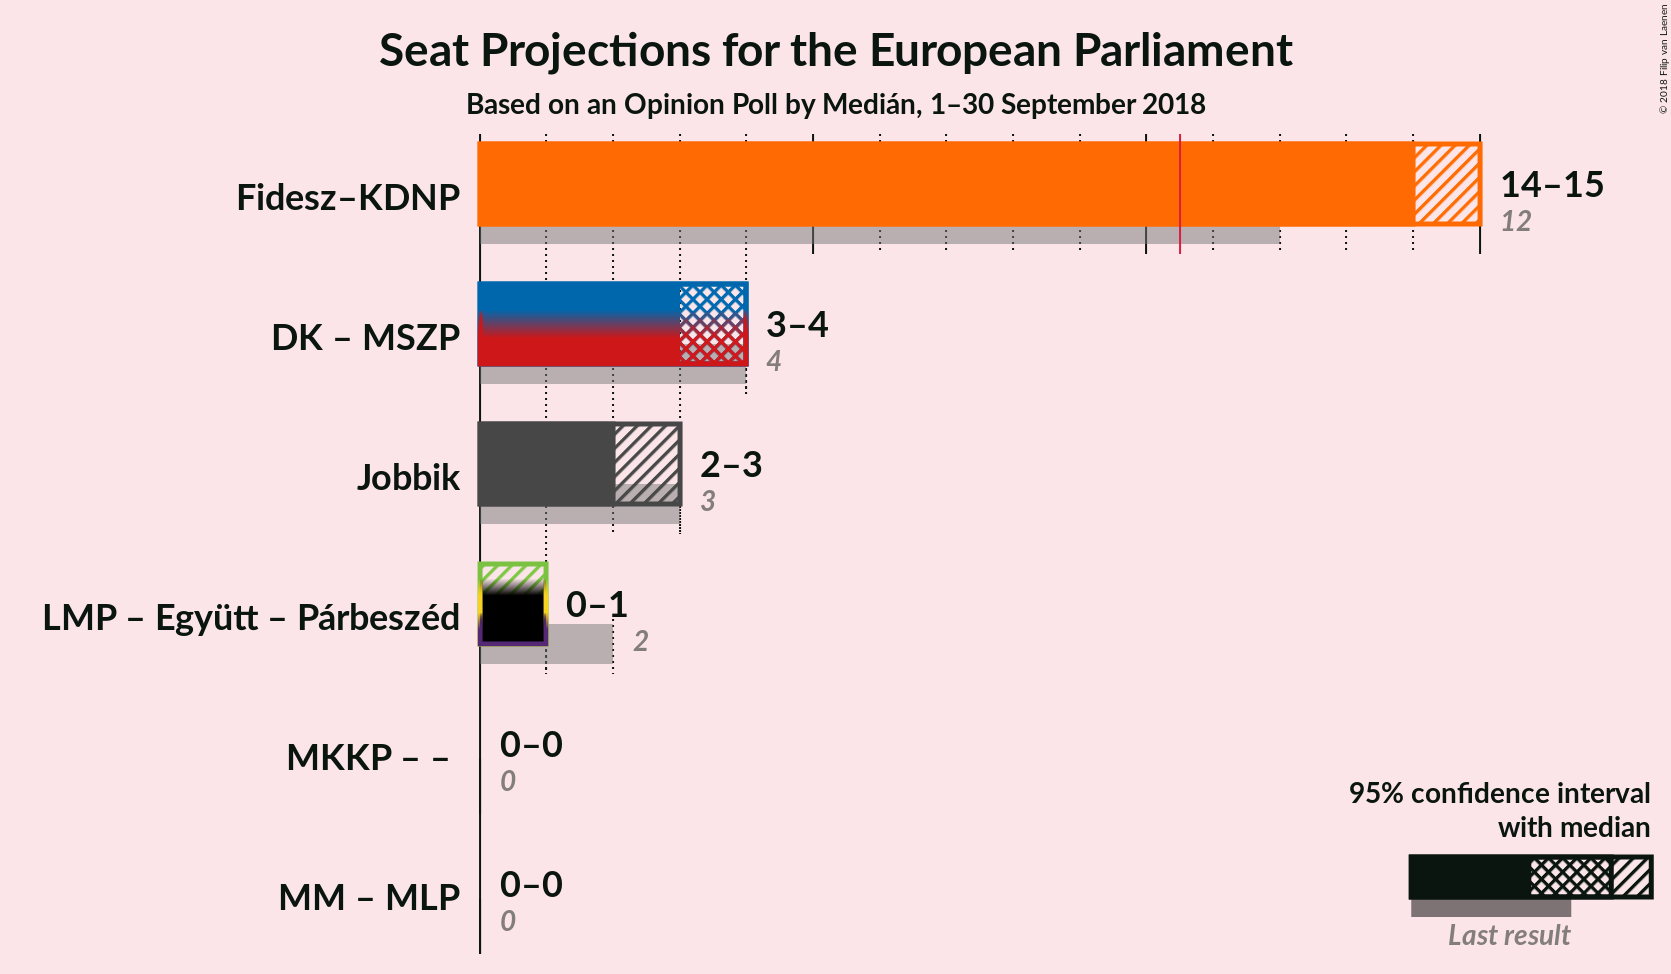 Seat Projections for the European Parliament
Based on an Opinion Poll by Medián, 1–30 September 2018
© 2018 Filip van Laenen
Fidesz–KDNP
14–15
12
DK – MSZP
3–4
4
Jobbik
2–3
3
LMP – Együtt – Párbeszéd
0–1
2
MKKP – –
0–0
0
MM – MLP
0–0
0
95% confidence interval
with median
Last result